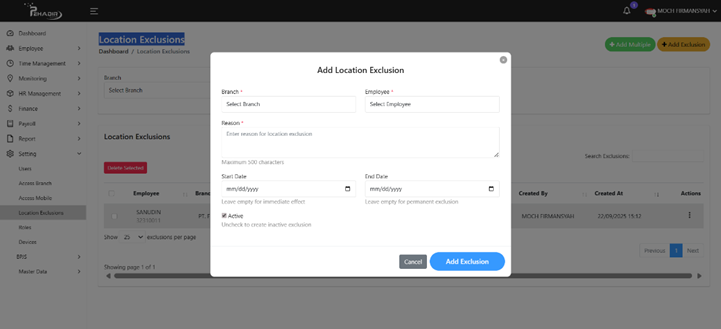 PEHADIR
3
MOCH FIRMANSYAH
Dashboard
Employee
Time Management
Monitoring
HR Management
Finance
Payroll
Report
Setting
Users
Access Branch
Access Mobile
Location Exclusions
Roles
Devices
Master Data
Location Exclusions
Dashboard / Location Exclusions
Add Multiple
Add Exclusion
Branch
Select Branch
Location Exclusions
Delete Selected
Search Exclusions:
Employee
Created By
Created At
Actions
SANUDIN
PT.
MOCH FIRMANSYAH
22/09/2025 15:12
Show 25 exclusions per page
Previous 1 Next
Showing page 1 of 1
Add Location Exclusion
Branch *
Employee *
Select Branch
Select Employee
Reason *
Enter reason for location exclusion
Maximum 500 characters
Start Date
End Date
mm/dd/yyyy
mm/dd/yyyy
Leave empty for immediate effect
Leave empty for permanent exclusion
Active
Uncheck to create inactive exclusion
Cancel
Add Exclusion